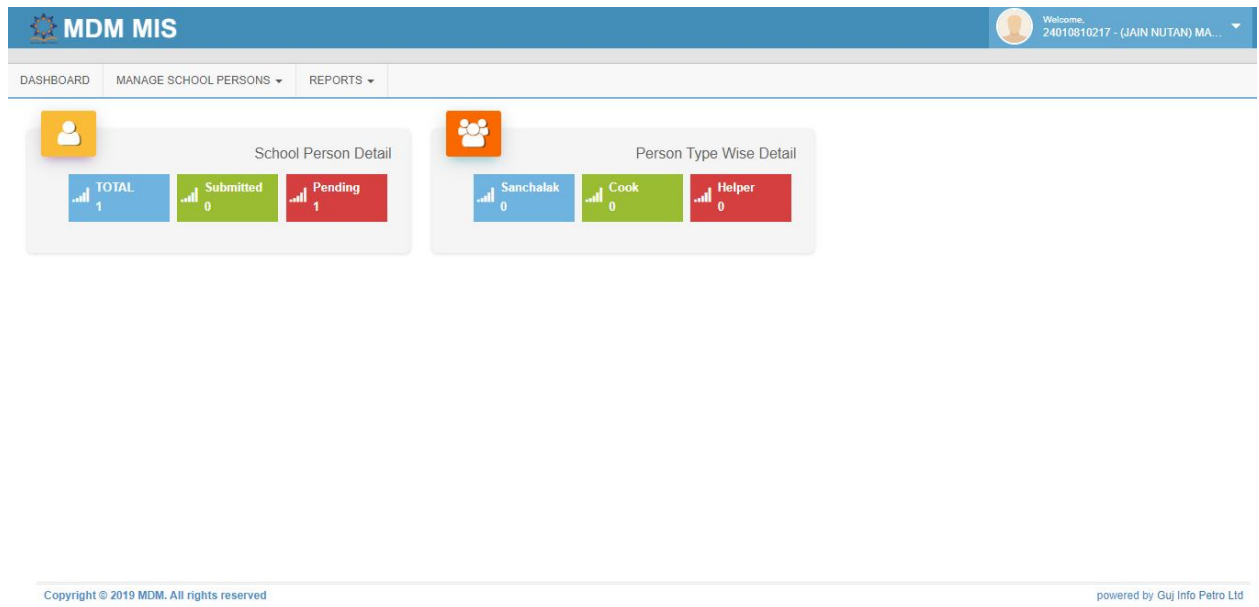 MDM MIS
Welcome,
24010810217 - (JAIN NUTAN) MA...
DASHBOARD
MANAGE SCHOOL PERSONS
REPORTS
School Person Detail
TOTAL
1
Submitted
0
Pending
1
Person Type Wise Detail
Sanchalak
0
Cook
0
Helper
0
Copyright © 2019 MDM. All rights reserved
powered by Guj Info Petro Ltd